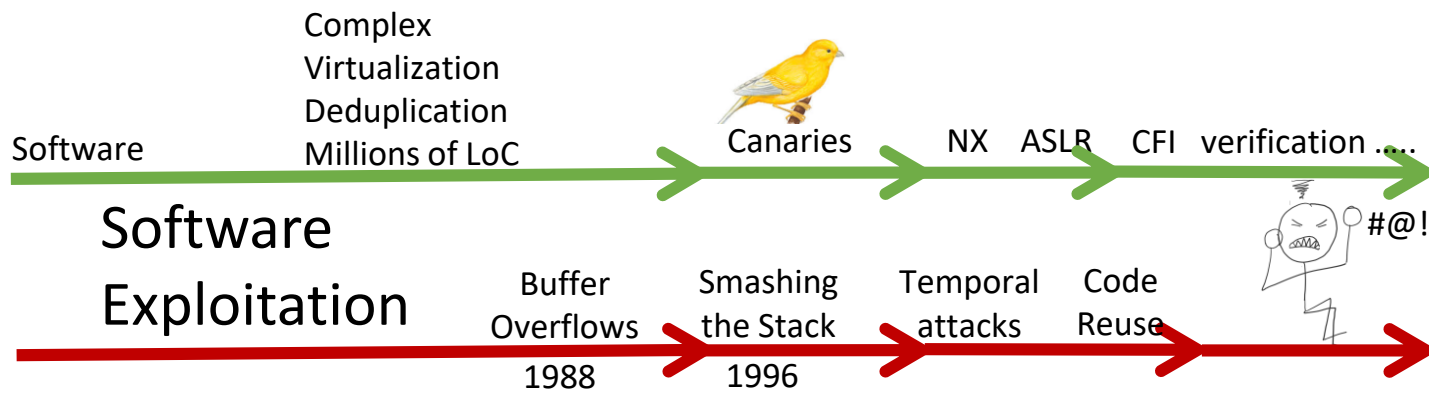 Complex
Virtualization
Deduplication
Millions of LoC
Software
Canaries
NX ASLR CFI verification .....
Software
Exploitation
#@!
Buffer
Overflows
1988
Smashing
the Stack
1996
Temporal
attacks
Code
Reuse